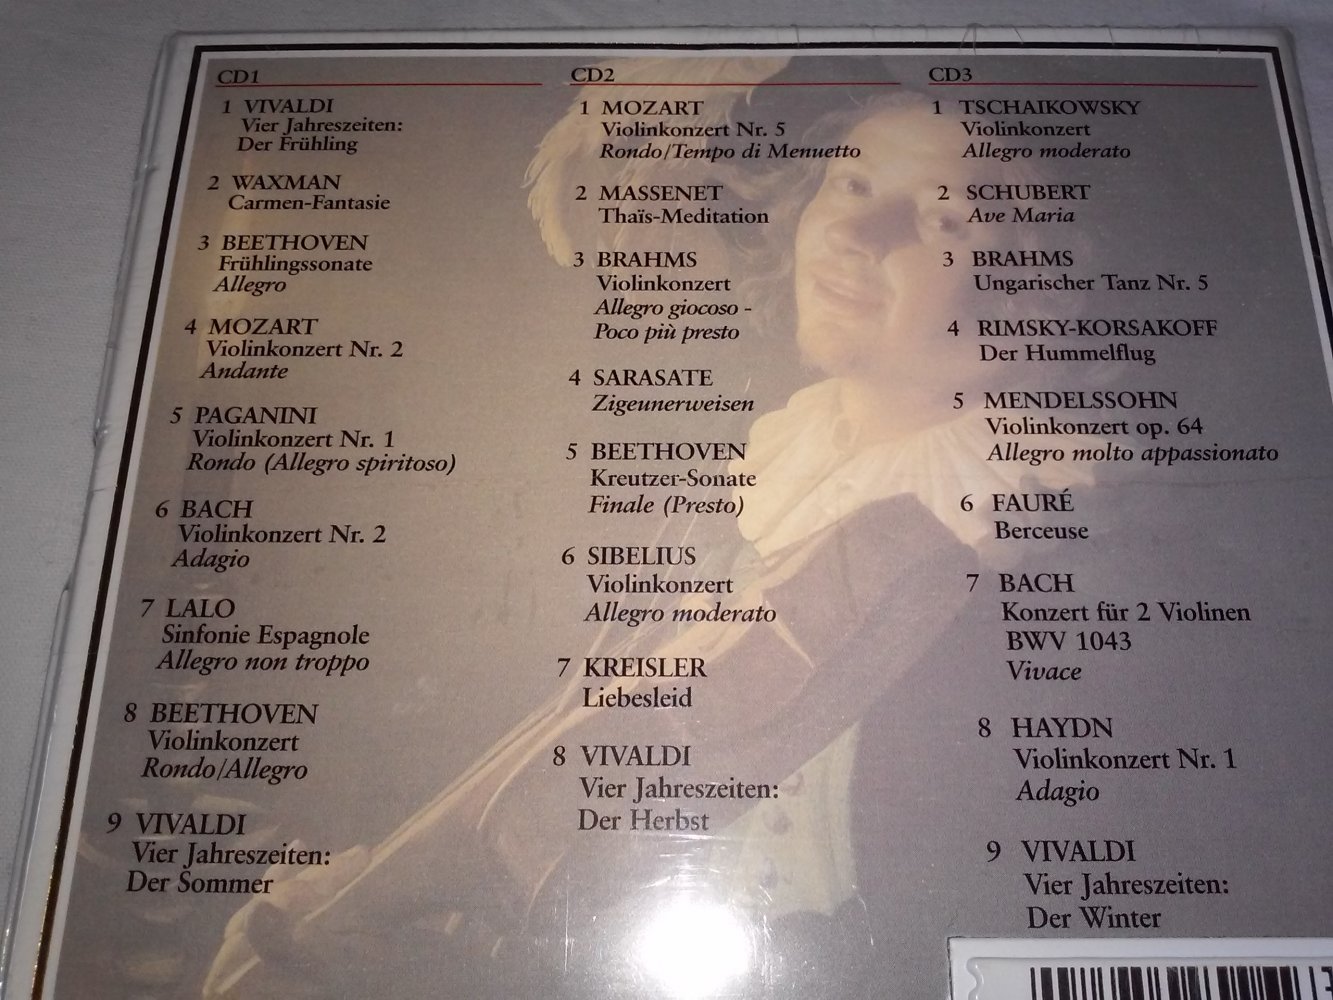 CD1
1 VIVALDI
Vier Jahreszeiten:
Der Frühling
2 WAXMAN
Carmen-Fantasie
3 BEETHOVEN
Frühlingssonate
Allegro
4 MOZART
Violinkonzert Nr. 2
Andante
5 PAGANINI
Violinkonzert Nr. 1
Rondo (Allegro spiritoso)
6 BACH
Violinkonzert Nr. 2
Adagio
7 LALO
Sinfonie Espagnole
Allegro non troppo
8 BEETHOVEN
Violinkonzert
Rondo/Allegro
9 VIVALDI
Vier Jahreszeiten:
Der Sommer
CD2
1 MOZART
Violinkonzert Nr. 5
Rondo/Tempo di Menuetto
2 MASSENET
Thaïs-Meditation
3 BRAHMS
Violinkonzert
Allegro giocoso -
Poco più presto
4 SARASATE
Zigeunerweisen
5 BEETHOVEN
Kreutzer-Sonate
Finale (Presto)
6 SIBELIUS
Violinkonzert
Allegro moderato
7 KREISLER
Liebesleid
8 VIVALDI
Vier Jahreszeiten:
Der Herbst
CD3
1 TSCHAIKOWSKY
Violinkonzert
Allegro moderato
2 SCHUBERT
Ave Maria
3 BRAHMS
Ungarischer Tanz Nr. 5
4 RIMSKY-KORSAKOFF
Der Hummelflug
5 MENDELSSOHN
Violinkonzert op. 64
Allegro molto appassionato
6 FAURÉ
Berceuse
7 BACH
Konzert für 2 Violinen
BWV 1043
Vivace
8 HAYDN
Violinkonzert Nr. 1
Adagio
9 VIVALDI
Vier Jahreszeiten:
Der Winter